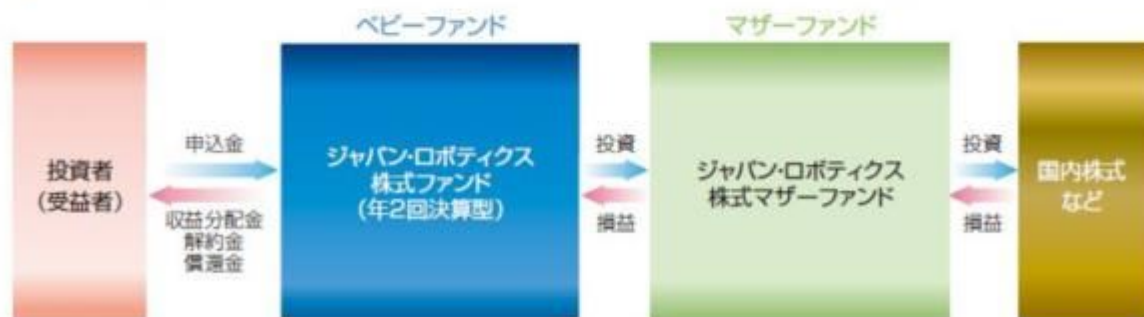 ベビーファンド
マザーファンド
投資者
(受益者)
申込金
収益分配金
解約金
償還金
ジャパン・ロボティクス
株式ファンド
(年2回決算型)
投資
損益
ジャパン・ロボティクス
株式マザーファンド
投資
損益
国内株式
など